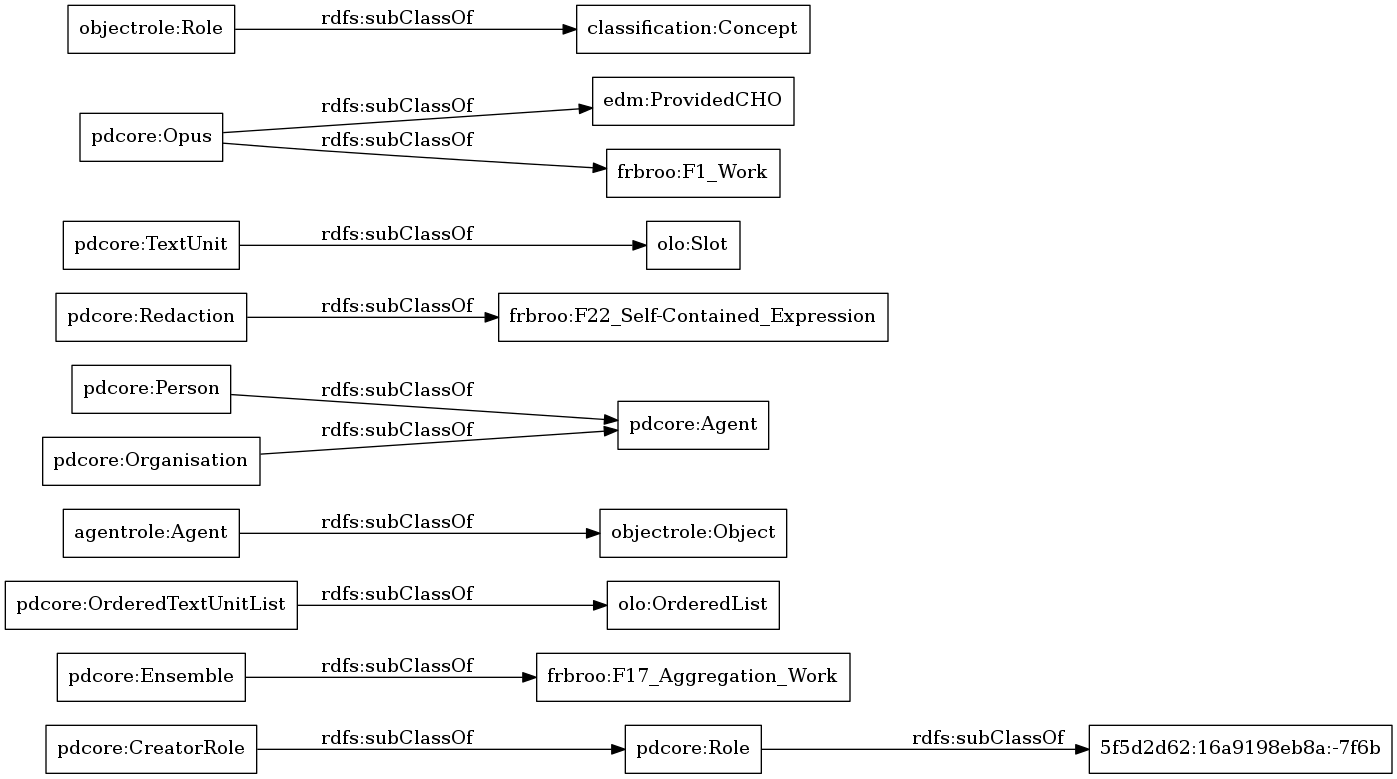 objectrole:Role
rdfs:subClassOf
classification:Concept
pdcore:Opus
rdfs:subClassOf
edm:ProvidedCHO
rdfs:subClassOf
frbroo:F1_Work
pdcore:TextUnit
rdfs:subClassOf
olo:Slot
pdcore:Redaction
rdfs:subClassOf
frbroo:F22_Self-Contained_Expression
pdcore:Person
rdfs:subClassOf
pdcore:Agent
pdcore:Organisation
rdfs:subClassOf
agentrole:Agent
rdfs:subClassOf
objectrole:Object
pdcore:OrderedTextUnitList
rdfs:subClassOf
olo:OrderedList
pdcore:Ensemble
rdfs:subClassOf
frbroo:F17_Aggregation_Work
pdcore:CreatorRole
rdfs:subClassOf
pdcore:Role
rdfs:subClassOf
5f5d2d62:16a9198eb8a:-7f6b